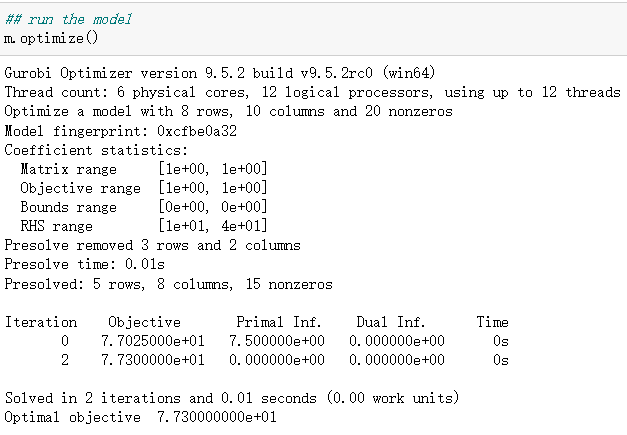 ## run the model
m.optimize()
Gurobi Optimizer version 9.5.2 build v9.5.2rc0 (win64)
Thread count: 6 physical cores, 12 logical processors, using up to 12 threads
Optimize a model with 8 rows, 10 columns and 20 nonzeros
Model fingerprint: 0xcfbe0a32
Coefficient statistics:
  Matrix range     [1e+00, 1e+00]
  Objective range  [1e+00, 1e+00]
  Bounds range     [0e+00, 0e+00]
  RHS range        [1e+01, 4e+01]
Presolve removed 3 rows and 2 columns
Presolve time: 0.01s
Presolved: 5 rows, 8 columns, 15 nonzeros
Iteration    Objective       Primal Inf.    Dual Inf.      Time
       0    7.7025000e+01   7.500000e+00   0.000000e+00      0s
       2    7.7300000e+01   0.000000e+00   0.000000e+00      0s
Solved in 2 iterations and 0.01 seconds (0.00 work units)
Optimal objective  7.730000000e+01